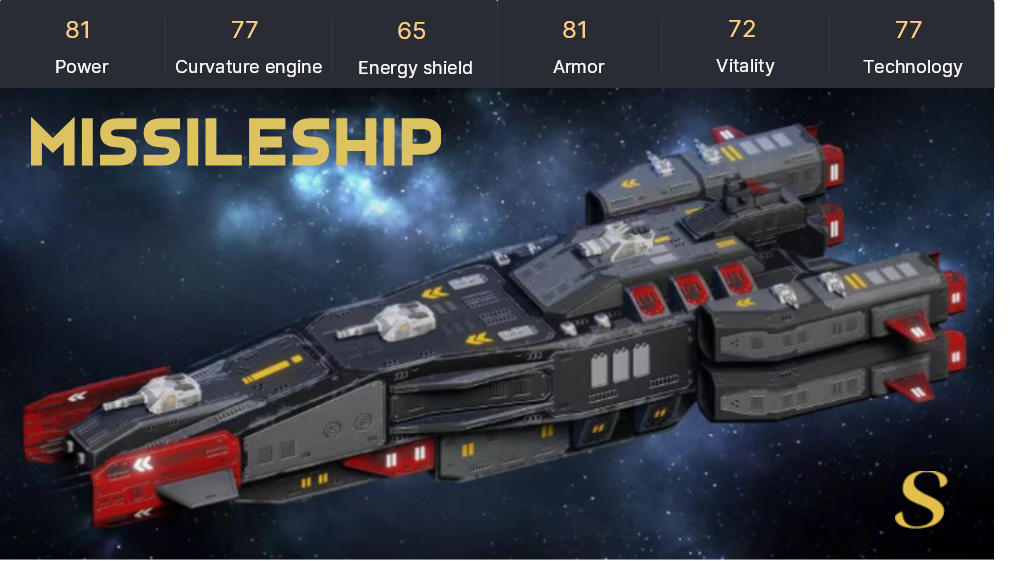 81 77 65 81 72 77
Power Curvature engine Energy shield Armor Vitality Technology
MISSILESHIP
S